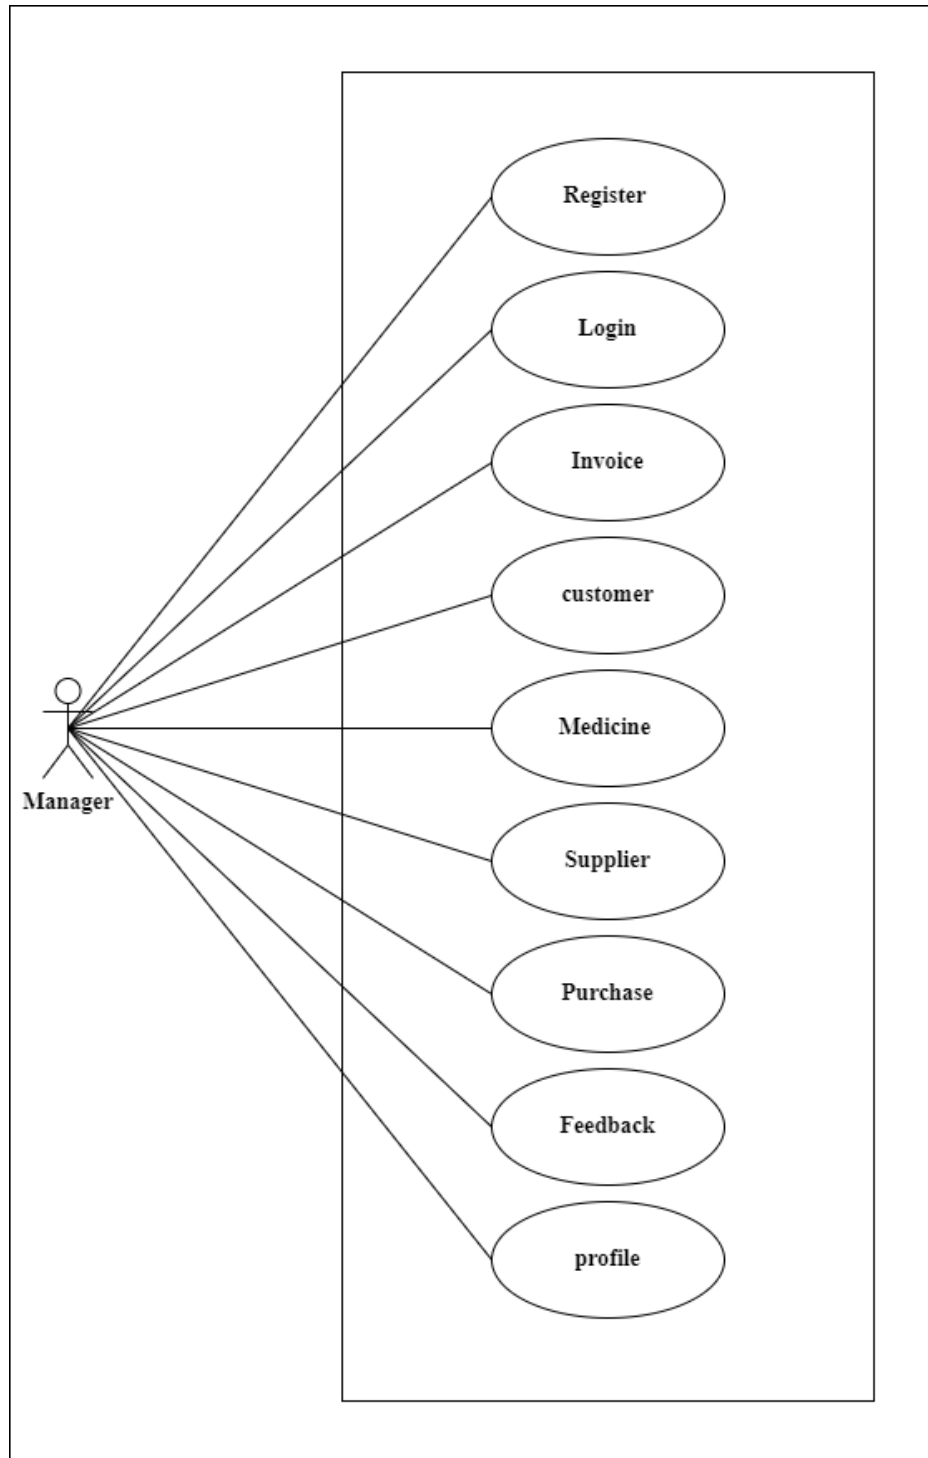 Register
Login
Invoice
customer
Medicine
Manager
Supplier
Purchase
Feedback
profile